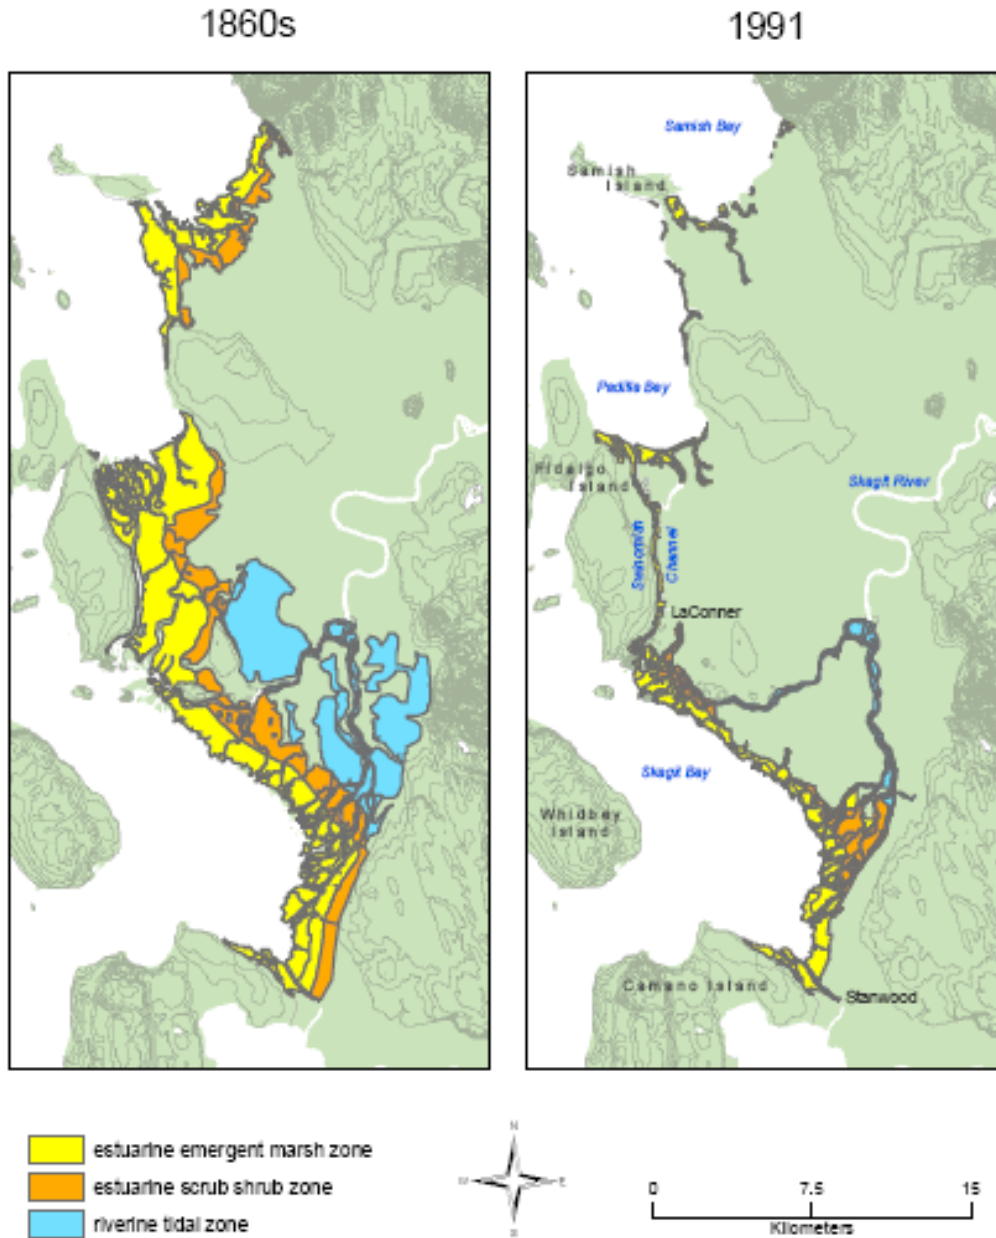 1860s
1991
Samish Bay
Samish
Island
Padilla Bay
Fidalgo
Island
Skagit River
Swinomish
Channel
LaConner
Skagit Bay
Whidbey
Island
Camano Island
Stanwood
estuarine emergent marsh zone
estuarine scrub shrub zone
riverine tidal zone
N
W
E
S
0
7.5
15
Kilometers